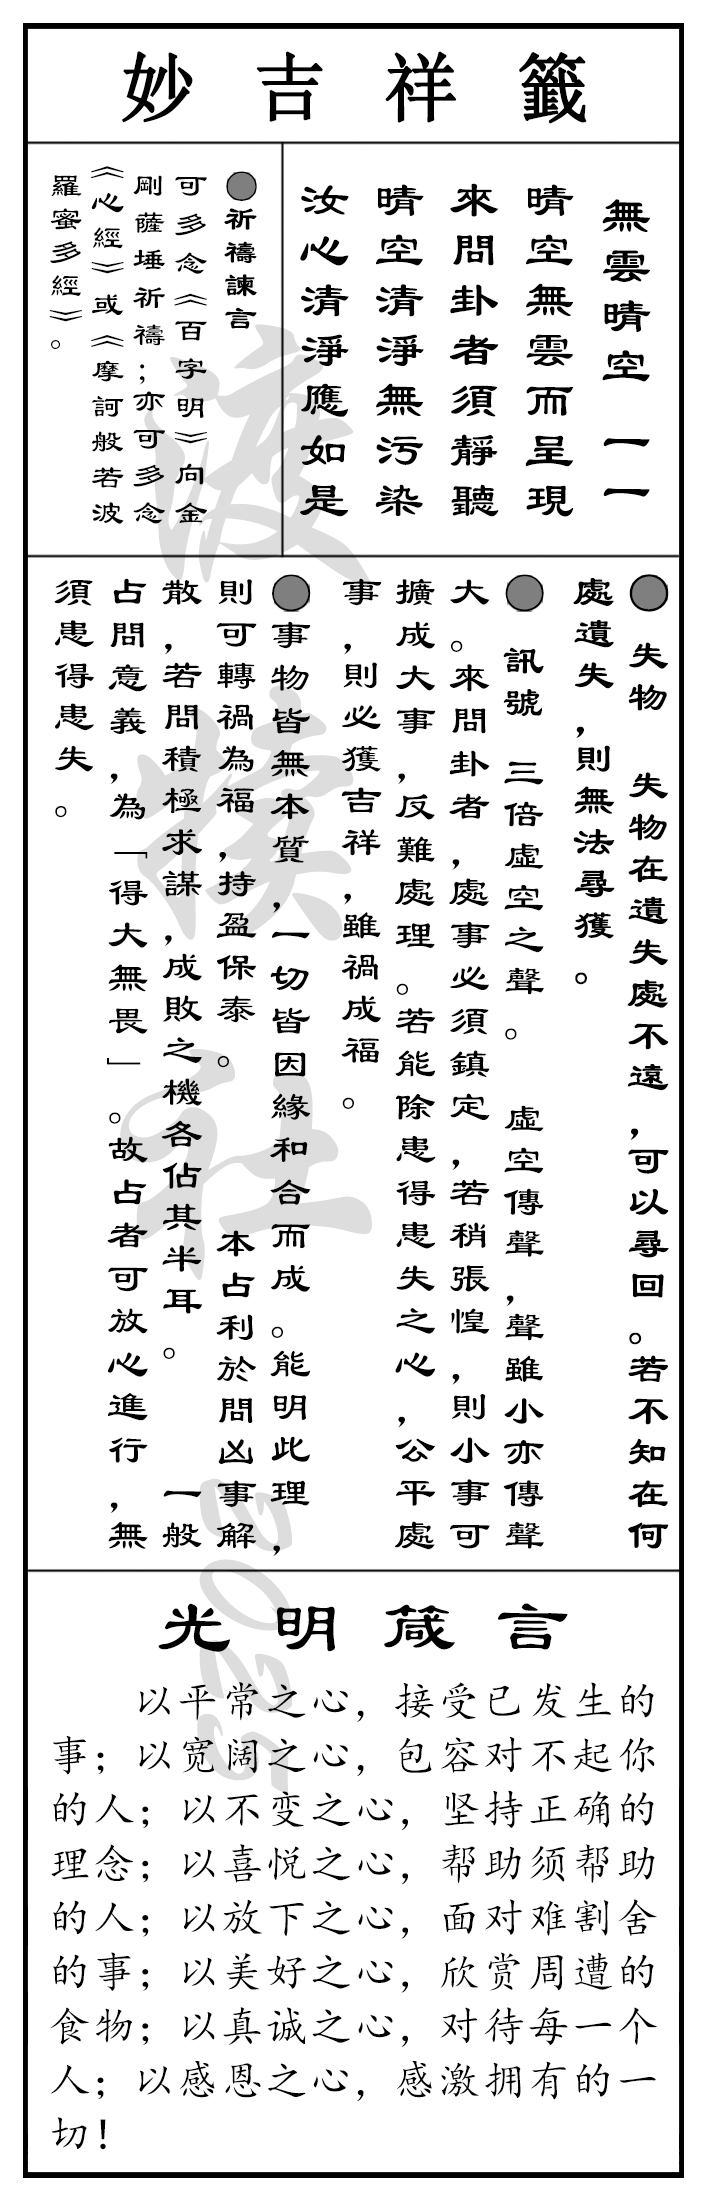 妙吉祥籤
無雲晴空 一一
晴空無雲而呈現
來問卦者須靜聽
晴空清淨無污染
汝心清淨應如是
●祈禱諫言
可多念《百字明》向金
剛薩埵祈禱；亦可多念
《心經》或《摩訶般若波
羅蜜多經》。
● 失物 失物在遺失處不遠，可以尋回。若不知在何
處遺失，則無法尋獲。
● 訊號 三倍虛空之聲。 虛空傳聲，聲雖小亦傳聲
大。來問卦者，處事必須鎮定，若稍張惶，則小事可
擴成大事，反難處理。若能除患得患失之心，公平處
事，則必獲吉祥，雖禍成福。
●事物皆無本質，一切皆因緣和合而成。能明此理，
則可轉禍為福，持盈保泰。 本占利於問凶事解
散，若問積極求謀，成敗之機各佔其半耳。 一般
占問意義，為「得大無畏」。故占者可放心進行，無
須患得患失。
光明箴言
以平常之心，接受已发生的
事；以宽阔之心，包容对不起你
的人；以不变之心，坚持正确的
理念；以喜悦之心，帮助须帮助
的人；以放下之心，面对难割舍
的事；以美好之心，欣赏周遭的
食物；以真诚之心，对待每一个
人；以感恩之心，感激拥有的一
切！
渡犊社 2025